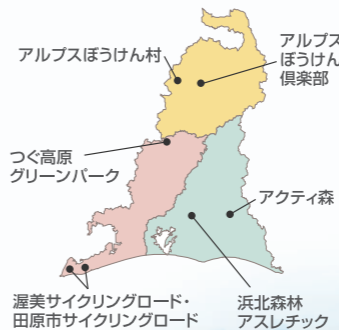 アルプスぼうけん村
アルプス
ぼうけん
倶楽部
つぐ高原
グリーンパーク
アクティ森
渥美サイクリングロード・
田原市サイクリングロード
浜北森林
アスレチック